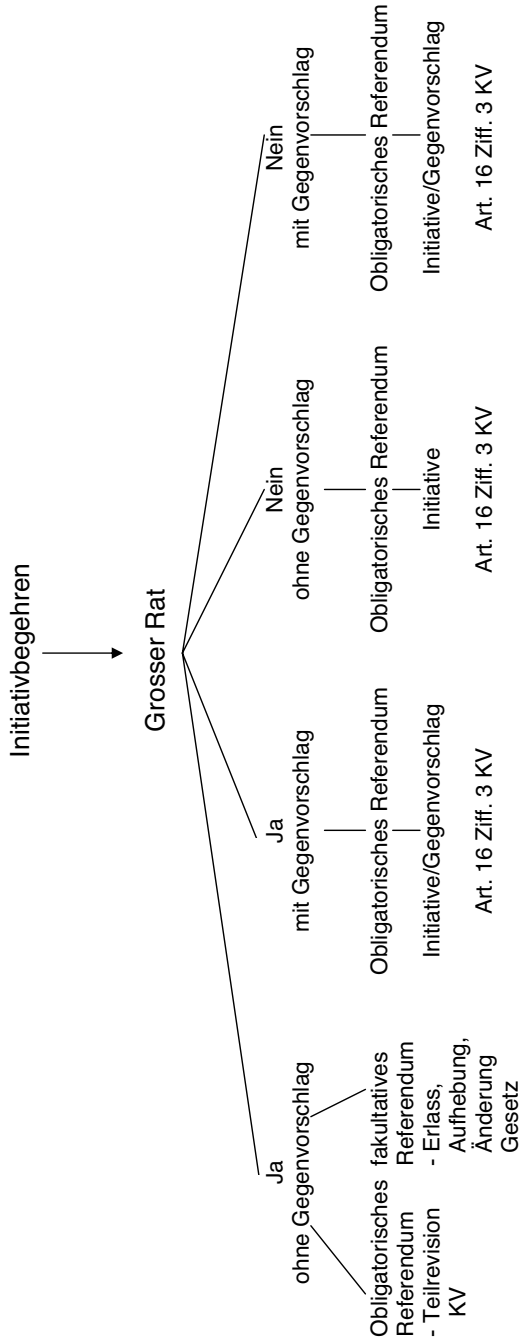 Initiativbegehren
Grosser Rat
Ja
ohne Gegenvorschlag
Obligatorisches
Referendum
- Teilrevision
KV
fakultatives
Referendum
- Erlass,
Aufhebung,
Änderung
Gesetz
Ja
mit Gegenvorschlag
Obligatorisches Referendum
Initiative/Gegenvorschlag
Art. 16 Ziff. 3 KV
Nein
ohne Gegenvorschlag
Obligatorisches Referendum
Initiative
Art. 16 Ziff. 3 KV
Nein
mit Gegenvorschlag
Obligatorisches Referendum
Initiative/Gegenvorschlag
Art. 16 Ziff. 3 KV